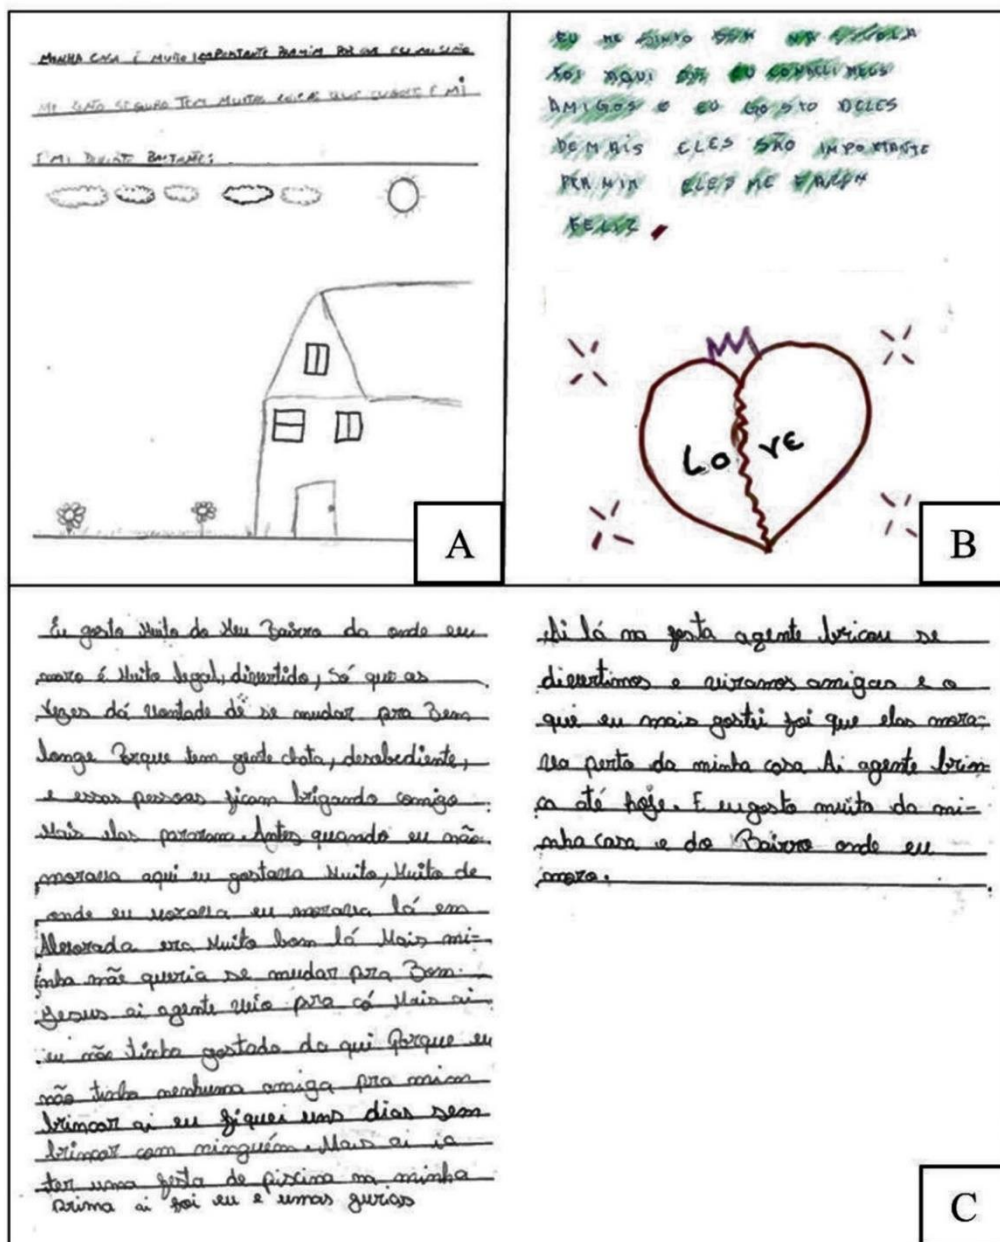 MINHA CASA É MUITO IMPORTANTE PRAMIM POR QUE EU MI SINTO
ME SINTO SEGURO TEM MUITAS COISAS QUE E MI
E MI DIVIRTO BASTANTE;
A
EU ME SINTO BEM NA ESCOLA
FOI AQUI QUE EU CONHECI MEUS
AMIGOS E EU GOSTO DELES
DEMAIS ELES SÃO IMPORTANTE
PER MIM ELES ME FAZEM
FELIZ.
LOVE
B
Eu gosto Muito do Meu Bairro da onde eu
moro é Muito legal, divertido, Só que as
Vezes dá Vontade de se mudar pra Bem
longe Porque tem gente chata, desobediente,
e essas pessoas ficam brigando comigo
Mais elas pararam. Antes quando eu não
morava aqui eu gostava Muito, Muito de
onde eu morava eu morava lá em
Alvorada era Muito bom lá Mais mi-
nha mãe queria se mudar pra Bom
Jesus ai agente veio pra cá Mais ai
eu não tinha gostado da qui Porque eu
não tinha nenhuma amiga pra mim
brincar ai eu fiquei uns dias sem
brincar com ninguém. Mais ai ia
ter uma festa de piscina na minha
prima ai foi eu e umas gurias
Ai lá na festa agente bricou se
divertimos e viramos amigas e o
que eu mais gostei foi que elas mora-
va perto da minha casa Ai agente brin-
ca até hoje. E eu gosto muito da mi-
nha casa e do Bairro onde eu
moro.
C